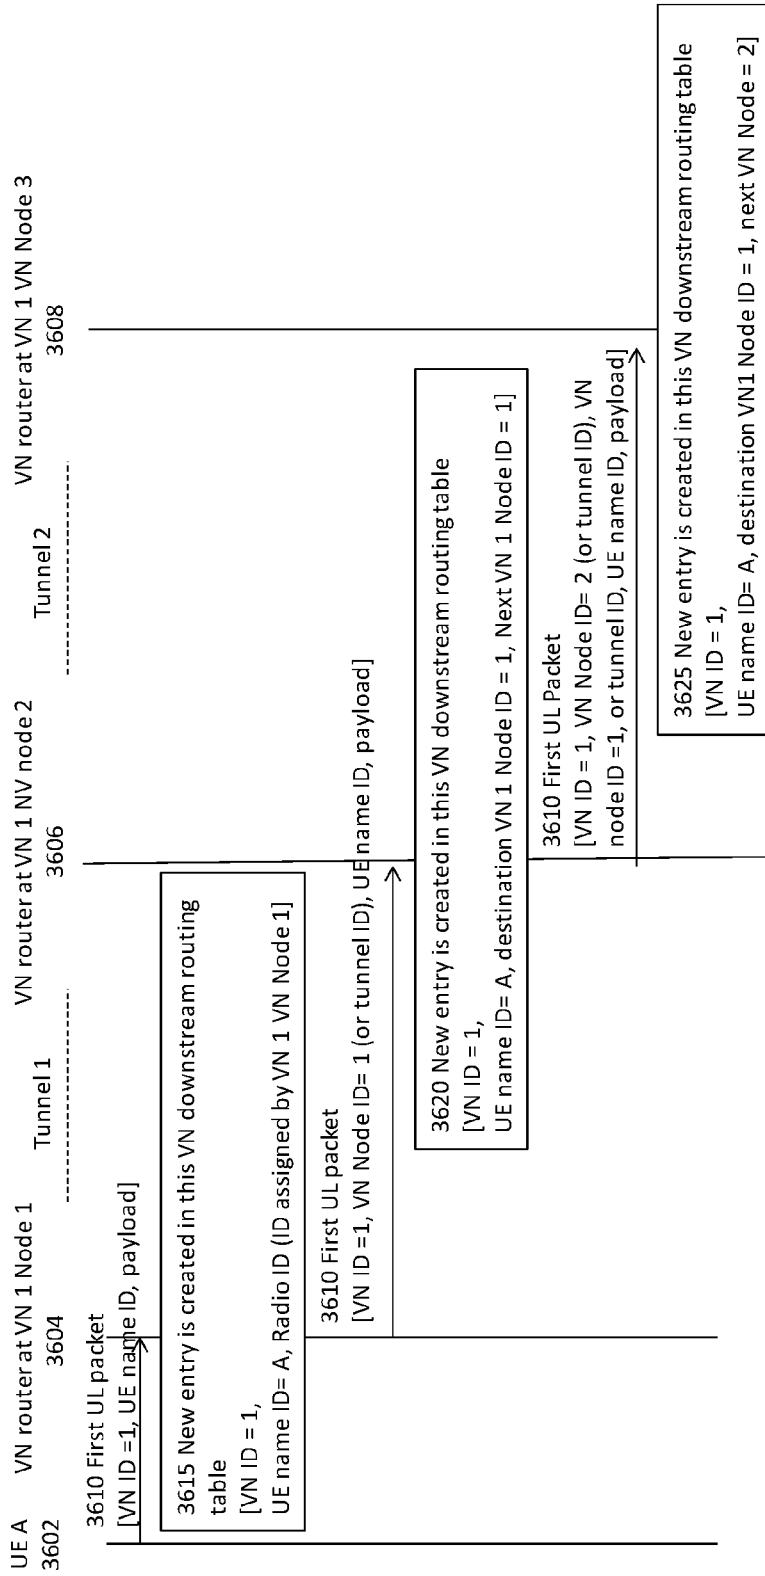 UE A
3602
VN router at VN 1 Node 1
3604
Tunnel 1
VN router at VN 1 NV node 2
3606
Tunnel 2
VN router at VN 1 VN Node 3
3608
3610 First UL packet
[VN ID =1, UE name ID, payload]
3615 New entry is created in this VN downstream routing
table
[VN ID = 1,
UE name ID= A, Radio ID (ID assigned by VN 1 VN Node 1]
3610 First UL packet
[VN ID =1, VN Node ID= 1 (or tunnel ID), UE name ID, payload]
3620 New entry is created in this VN downstream routing table
[VN ID = 1,
UE name ID= A, destination VN 1 Node ID = 1, Next VN 1 Node ID = 1]
3610 First UL Packet
[VN ID = 1, VN Node ID= 2 (or tunnel ID), VN
node ID =1, or tunnel ID, UE name ID, payload]
3625 New entry is created in this VN downstream routing table
[VN ID = 1,
UE name ID= A, destination VN1 Node ID = 1, next VN Node = 2]